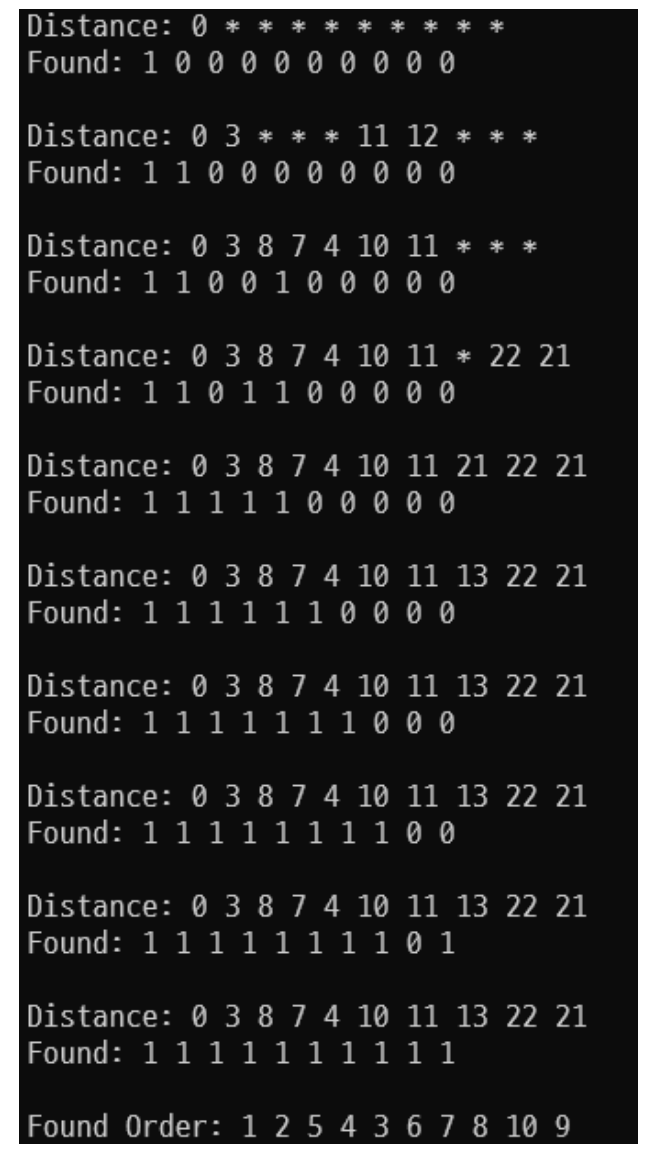 Distance: 0 * * * * * * * * *
Found: 1 0 0 0 0 0 0 0 0 0
Distance: 0 3 * * * 11 12 * * *
Found: 1 1 0 0 0 0 0 0 0 0
Distance: 0 3 8 7 4 10 11 * * *
Found: 1 1 0 0 1 0 0 0 0 0
Distance: 0 3 8 7 4 10 11 * 22 21
Found: 1 1 0 1 1 0 0 0 0 0
Distance: 0 3 8 7 4 10 11 21 22 21
Found: 1 1 1 1 1 0 0 0 0 0
Distance: 0 3 8 7 4 10 11 13 22 21
Found: 1 1 1 1 1 1 0 0 0 0
Distance: 0 3 8 7 4 10 11 13 22 21
Found: 1 1 1 1 1 1 1 0 0 0
Distance: 0 3 8 7 4 10 11 13 22 21
Found: 1 1 1 1 1 1 1 1 0 0
Distance: 0 3 8 7 4 10 11 13 22 21
Found: 1 1 1 1 1 1 1 1 0 1
Distance: 0 3 8 7 4 10 11 13 22 21
Found: 1 1 1 1 1 1 1 1 1 1
Found Order: 1 2 5 4 3 6 7 8 10 9